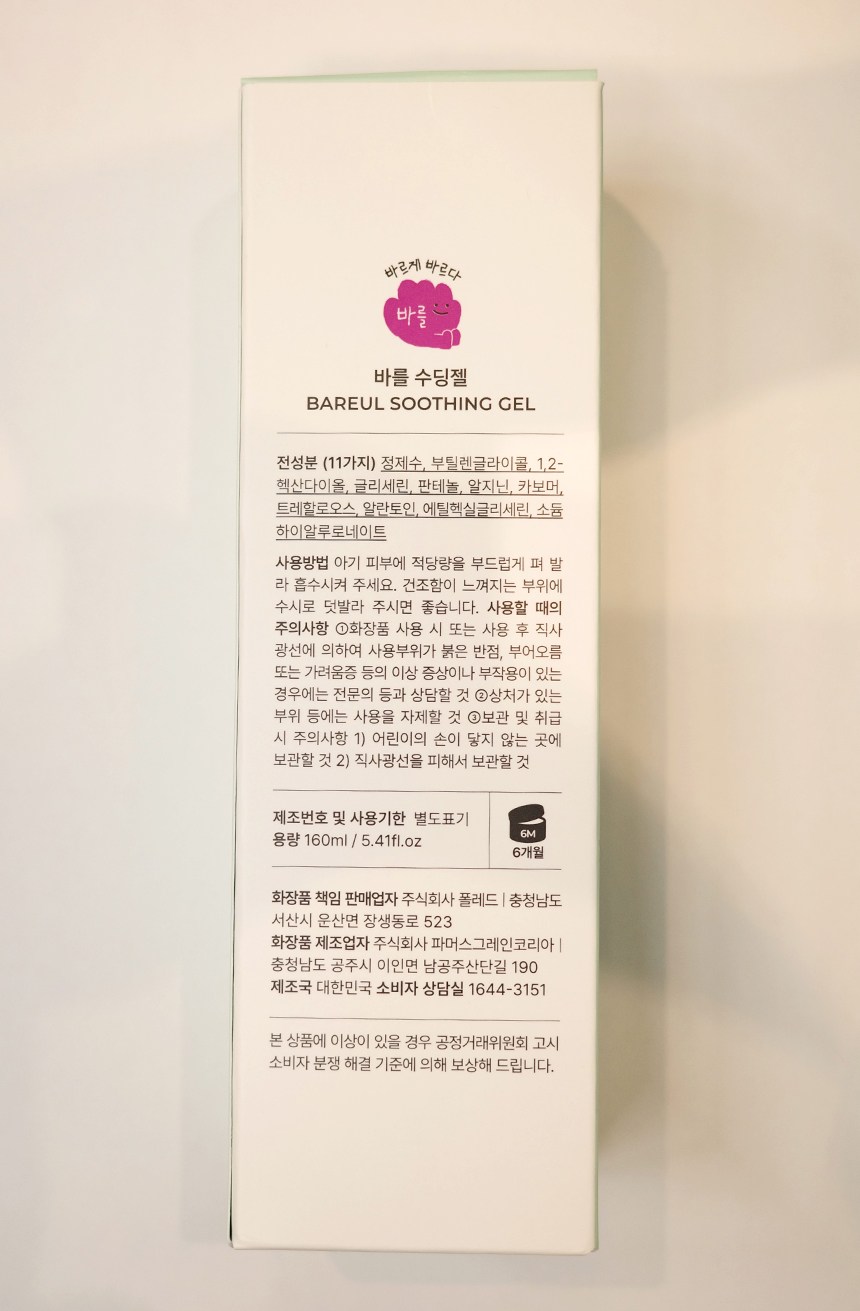 바르게 바르다
바를
바를 수딩젤
BAREUL SOOTHING GEL
전성분 (11가지) 정제수, 부틸렌글라이콜, 1,2-
헥산다이올, 글리세린, 판테놀, 알지닌, 카보머,
트레할로오스, 알란토인, 에틸헥실글리세린, 소듐
하이알루로네이트
사용방법 아기 피부에 적당량을 부드럽게 펴 발
라 흡수시켜 주세요. 건조함이 느껴지는 부위에
수시로 덧발라 주시면 좋습니다. 사용할 때의
주의사항 ①화장품 사용 시 또는 사용 후 직사
광선에 의하여 사용부위가 붉은 반점, 부어오름
또는 가려움증 등의 이상 증상이나 부작용이 있는
경우에는 전문의 등과 상담할 것 ②상처가 있는
부위 등에는 사용을 자제할 것 ③보관 및 취급
시 주의사항 1) 어린이의 손이 닿지 않는 곳에
보관할 것 2) 직사광선을 피해서 보관할 것
제조번호 및 사용기한 별도표기
용량 160ml / 5.41fl.oz
6M
6개월
화장품 책임 판매업자 주식회사 폴레드 | 충청남도
서산시 운산면 장생동로 523
화장품 제조업자 주식회사 파머스그레인코리아 |
충청남도 공주시 이인면 남공주산단길 190
제조국 대한민국 소비자 상담실 1644-3151
본 상품에 이상이 있을 경우 공정거래위원회 고시
소비자 분쟁 해결 기준에 의해 보상해 드립니다.